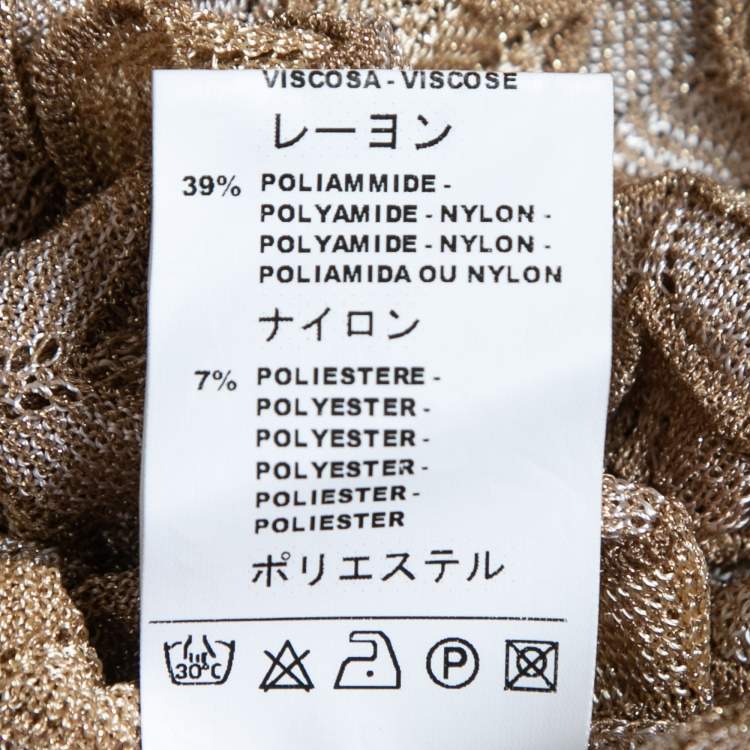 VISCOSA - VISCOSE
レーヨン
39% POLIAMMIDE -
POLYAMIDE - NYLON -
POLYAMIDE - NYLON -
POLIAMIDA OU NYLON
ナイロン
7% POLIESTERE -
POLYESTER -
POLYESTER -
POLYESTER -
POLIESTER -
POLIESTER
ポリエステル
30°C P